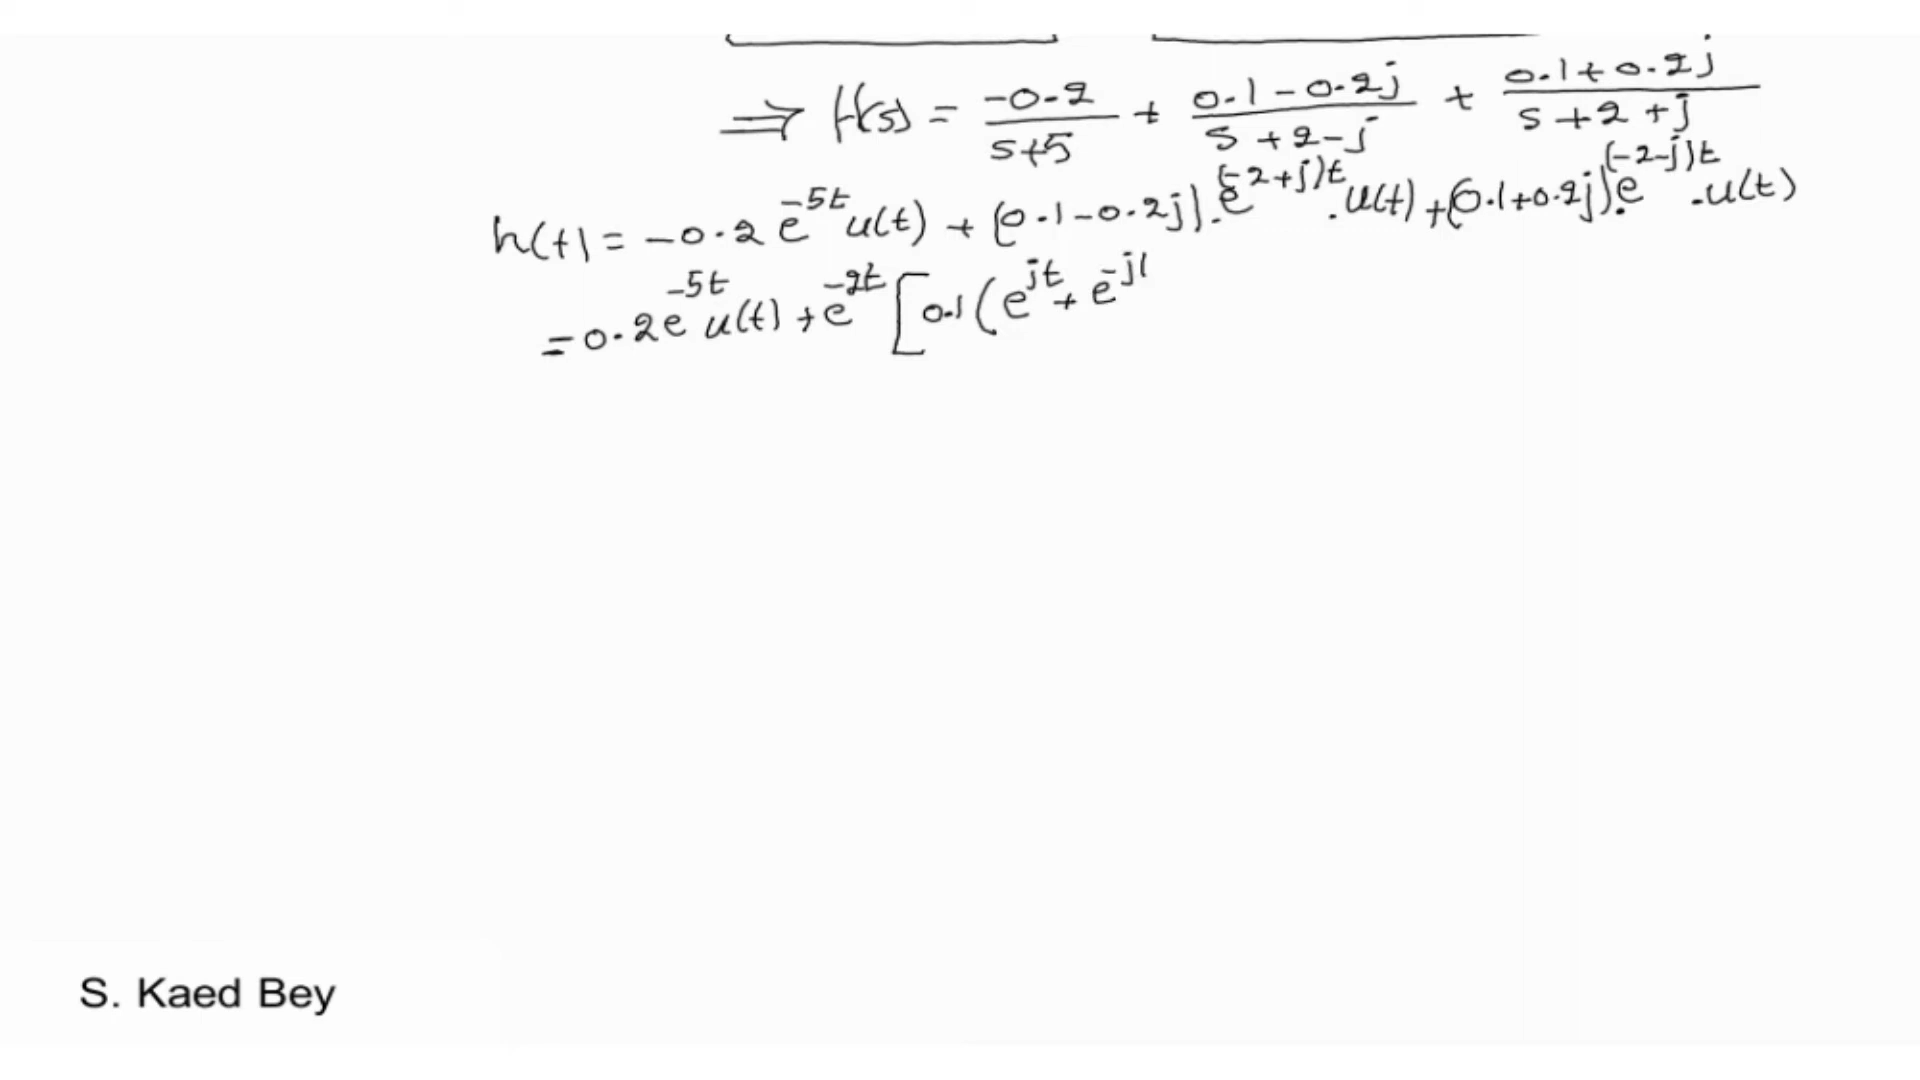 ⇒ H(s) = -0.2/(s+5) + (0.1-0.2j)/(s+2-j) + (0.1+0.2j)/(s+2+j)
h(t) = -0.2 e^{-5t} u(t) + (0.1-0.2j).e^{(-2+j)t}.u(t) + (0.1+0.2j).e^{(-2-j)t}.u(t)
= 0.2e^{-5t} u(t) + e^{-2t} [0.1(e^{jt} + e^{-j
S. Kaed Bey